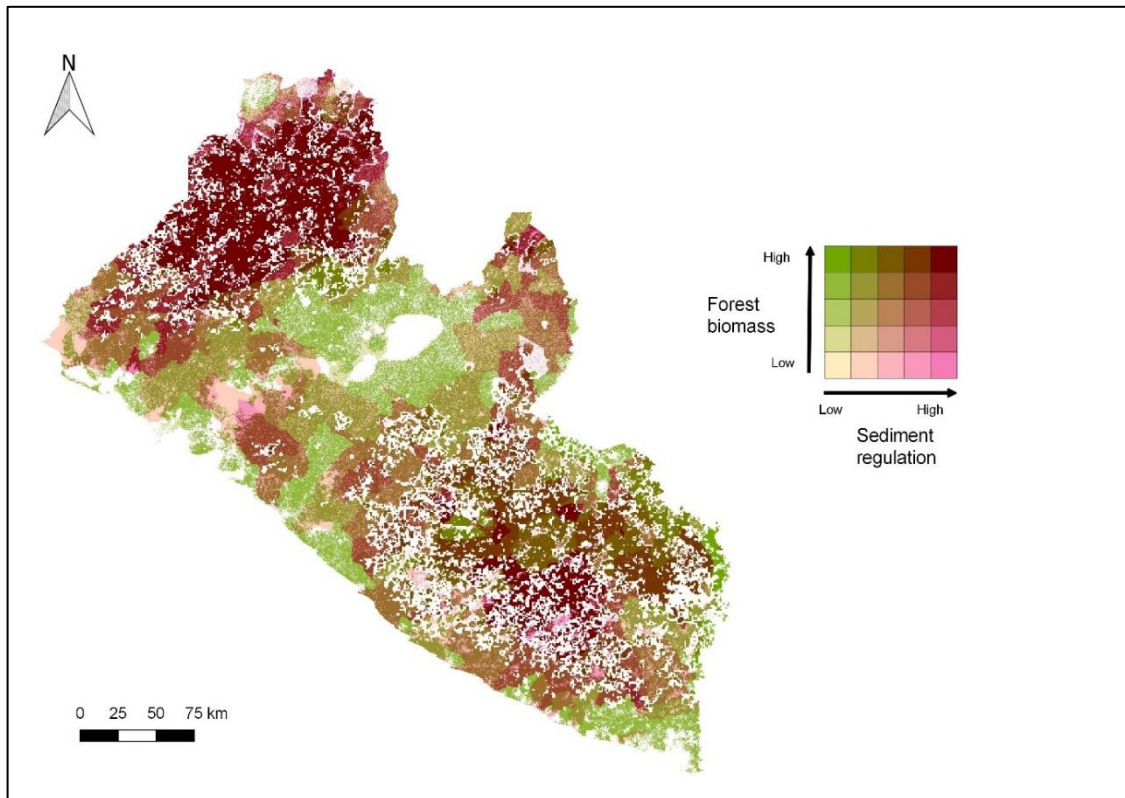 N
High
Forest
biomass
Low
Low High
Sediment
regulation
0 25 50 75 km